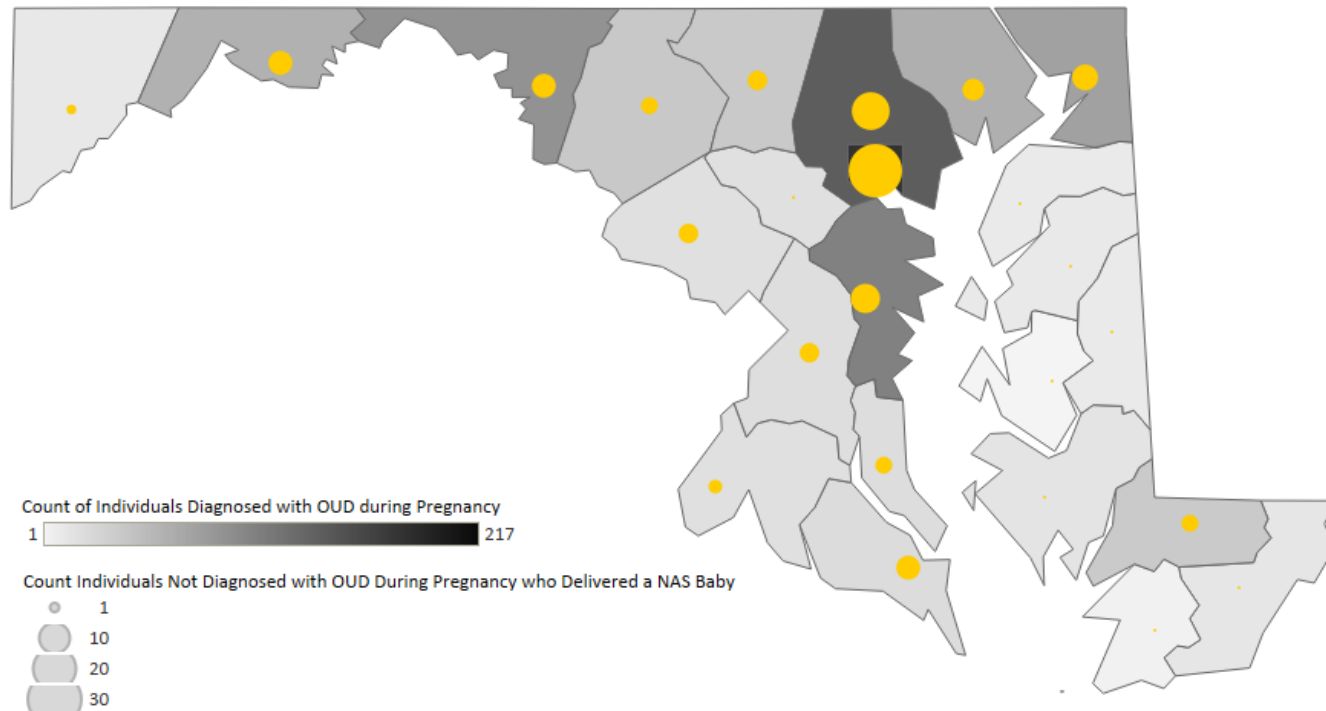 Count of Individuals Diagnosed with OUD during Pregnancy
1 217
Count Individuals Not Diagnosed with OUD During Pregnancy who Delivered a NAS Baby
1
10
20
30